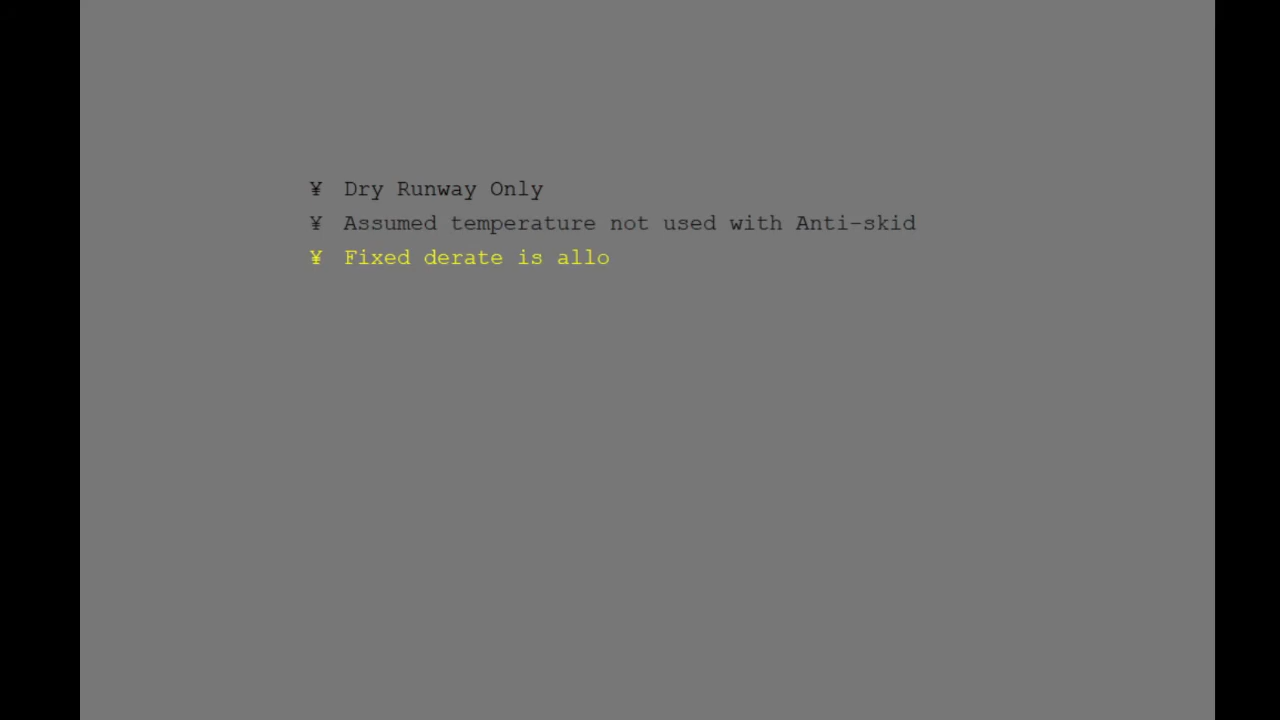 ¥ Dry Runway Only
¥ Assumed temperature not used with Anti-skid
¥ Fixed derate is allo